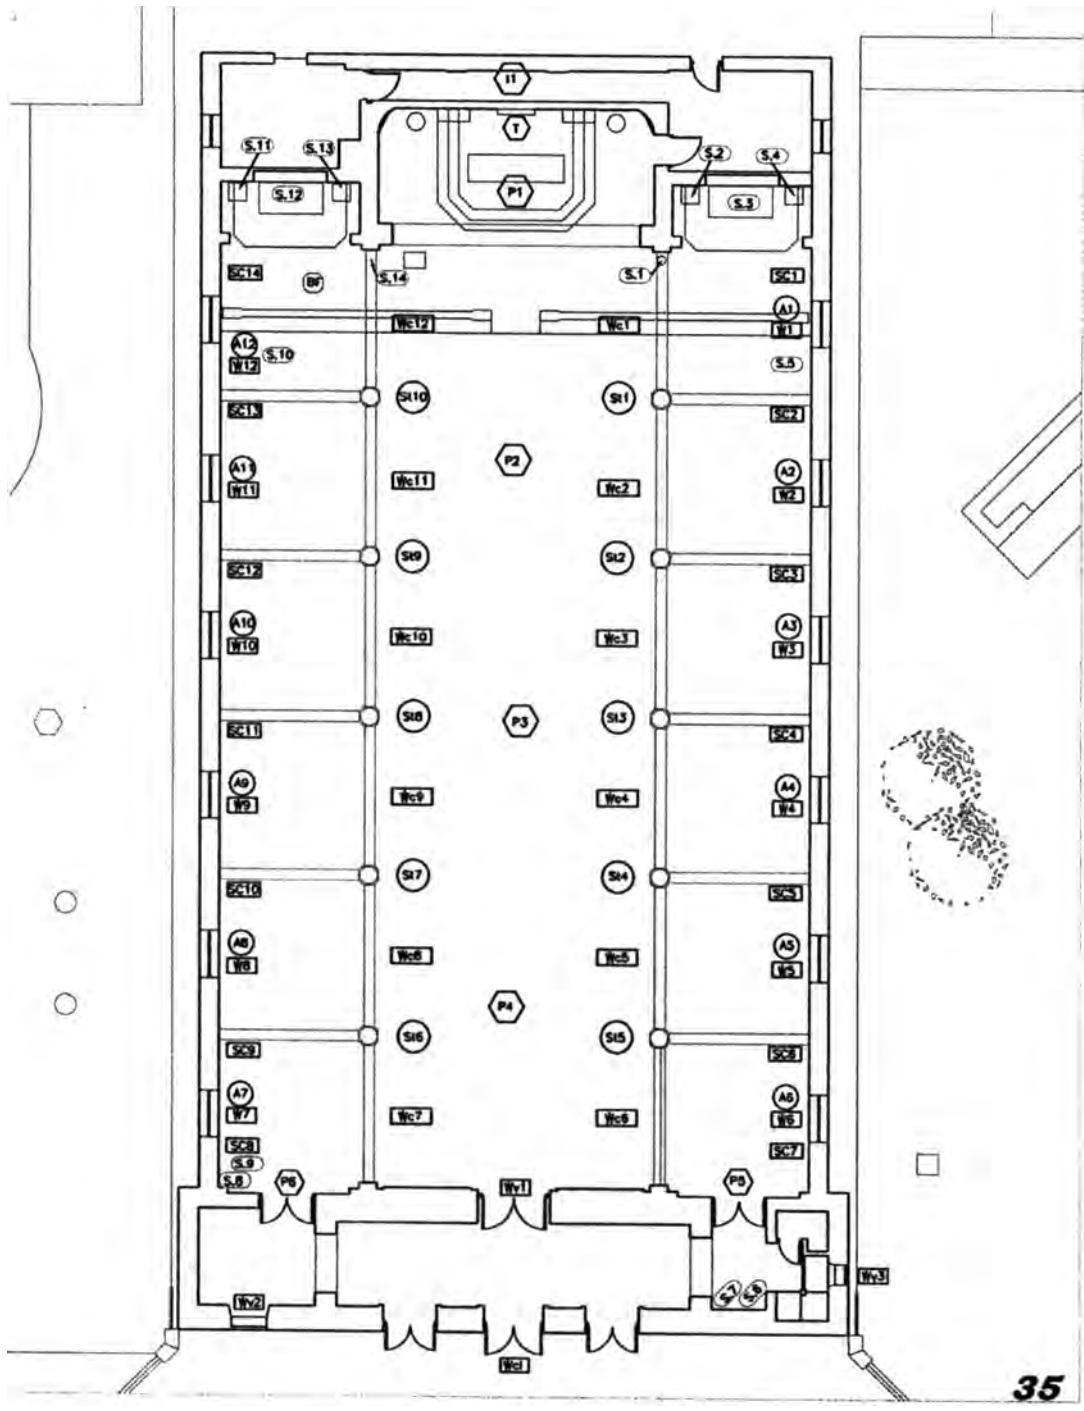 I1
T
S.11 S.13 S.2 S.4
S.12 P1 S.3
SC14 BF S.14 S.1 SC1
A1
Wc12 Wc1 W1
A12 S.10
W12 S.5
St10 St1
SC13 SC2
P2
A11 A2
W11 Wc11 Wc2 W2
St9 St2
SC12 SC3
A10 A3
W10 Wc10 Wc3 W3
St8 P3 St3
SC11 SC4
A9 A4
W9 Wc9 Wc4 W4
St7 St4
SC10 SC5
A8 A5
W8 Wc8 Wc5 W5
P4
St6 St5
SC9 SC6
A7 A6
W7 Wc7 Wc6 W6
SC8 SC7
S.9
S.8 P6 Wv1 P5
Wv3
Wv2 S.7 S.6
Wcl
35